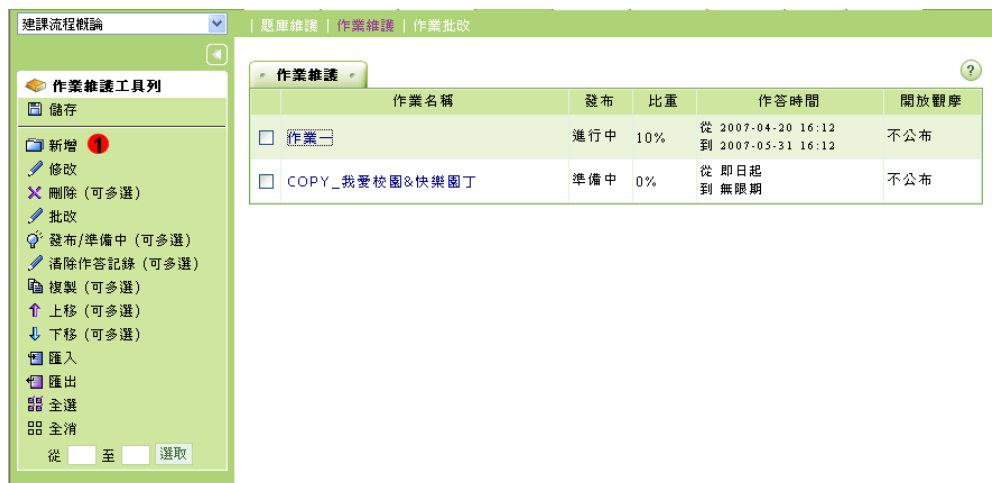 建課流程概論
| 題庫維護 | 作業維護 | 作業批改
作業維護工具列
儲存
新增 1
修改
刪除 (可多選)
批改
發布/準備中 (可多選)
清除作答記錄 (可多選)
複製 (可多選)
上移 (可多選)
下移 (可多選)
匯入
匯出
全選
全消
從 至 選取
作業維護
?
作業名稱 發布 比重 作答時間 開放觀摩
作業一 進行中 10% 從 2007-04-20 16:12 不公布
到 2007-05-31 16:12
COPY_我愛校園&快樂園丁 準備中 0% 從 即日起 不公布
到 無限期